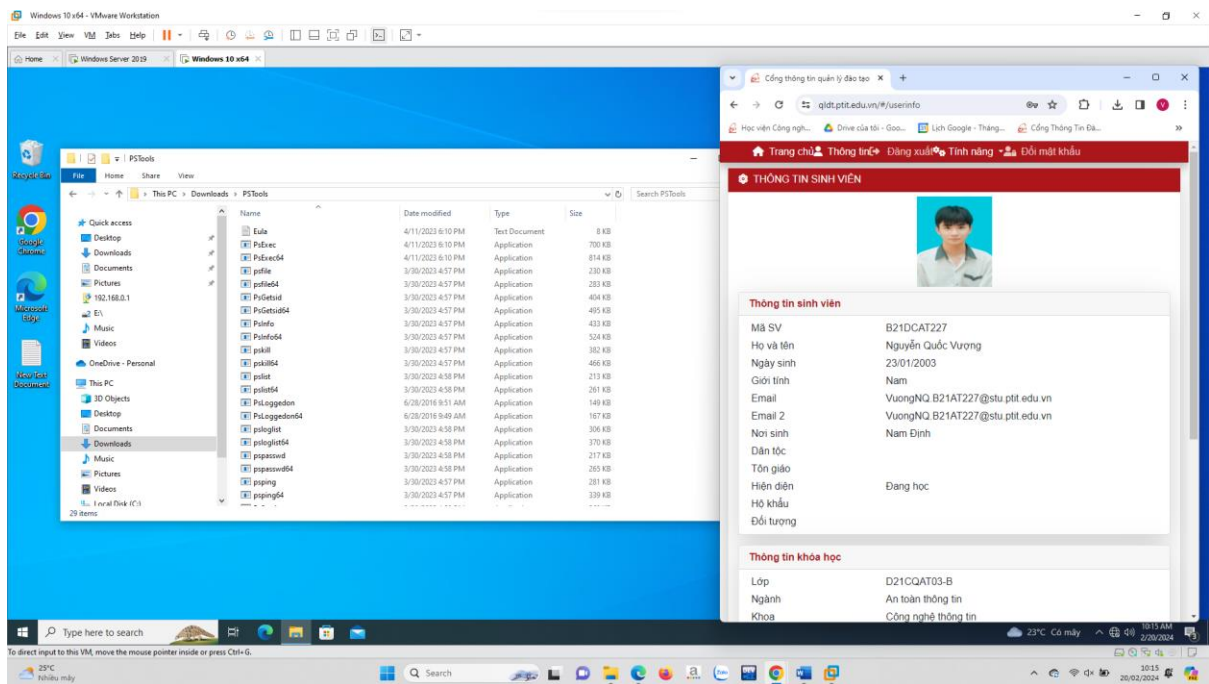 Windows 10 x64 - VMware Workstation
File Edit View VM Tabs Help
Home Windows Server 2019 Windows 10 x64
Recycle Bin
Google Chrome
Microsoft Edge
New Text Document
PSTools
File Home Share View
This PC > Downloads > PSTools
Search PSTools
Quick access
Desktop
Downloads
Documents
Pictures
192.168.0.1
E:\
Music
Videos
OneDrive - Personal
This PC
3D Objects
Desktop
Documents
Downloads
Music
Pictures
Videos
Local Disk (C:)
Name Date modified Type Size
Eula 4/11/2023 6:10 PM Text Document 8 KB
PsExec 4/11/2023 6:10 PM Application 700 KB
PsExec64 4/11/2023 6:10 PM Application 814 KB
psfile 3/30/2023 4:57 PM Application 230 KB
psfile64 3/30/2023 4:57 PM Application 283 KB
PsGetsid 3/30/2023 4:57 PM Application 404 KB
PsGetsid64 3/30/2023 4:57 PM Application 495 KB
PsInfo 3/30/2023 4:57 PM Application 433 KB
PsInfo64 3/30/2023 4:57 PM Application 524 KB
pskill 3/30/2023 4:57 PM Application 382 KB
pskill64 3/30/2023 4:57 PM Application 466 KB
pslist 3/30/2023 4:58 PM Application 213 KB
pslist64 3/30/2023 4:58 PM Application 261 KB
PsLoggedon 6/28/2016 9:51 AM Application 149 KB
PsLoggedon64 6/28/2016 9:49 AM Application 167 KB
psloglist 3/30/2023 4:58 PM Application 306 KB
psloglist64 3/30/2023 4:58 PM Application 370 KB
pspasswd 3/30/2023 4:58 PM Application 217 KB
pspasswd64 3/30/2023 4:58 PM Application 265 KB
psping 3/30/2023 4:57 PM Application 281 KB
psping64 3/30/2023 4:57 PM Application 339 KB
29 items
Cổng thông tin quản lý đào tạo
qldt.ptit.edu.vn/#/userinfo
V
Học viện Công ngh... Drive của tôi - Goo... Lịch Google - Tháng... Cổng Thông Tin Đà...
Trang chủ Thông tin Đăng xuất Tính năng Đổi mật khẩu
THÔNG TIN SINH VIÊN
Thông tin sinh viên
Mã SV B21DCAT227
Họ và tên Nguyễn Quốc Vượng
Ngày sinh 23/01/2003
Giới tính Nam
Email VuongNQ.B21AT227@stu.ptit.edu.vn
Email 2 VuongNQ.B21AT227@stu.ptit.edu.vn
Nơi sinh Nam Định
Dân tộc
Tôn giáo
Hiện diện Đang học
Hộ khẩu
Đối tượng
Thông tin khóa học
Lớp D21CQAT03-B
Ngành An toàn thông tin
Khoa Công nghệ thông tin
Type here to search
23°C Có mây
10:15 AM
2/20/2024
To direct input to this VM, move the mouse pointer inside or press Ctrl+G.
25°C
Nhiều mây
Search
10:15
20/02/2024